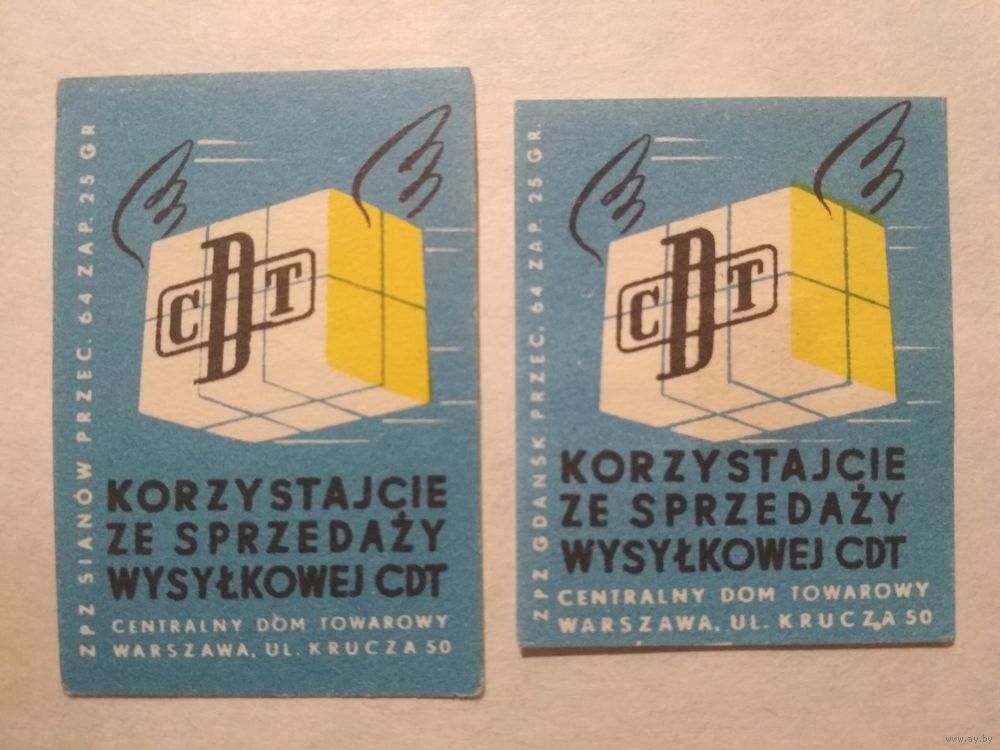 ZPZ SIANÓW PRZEC. 64 ZAP. 25 GR
CDT
KORZYSTAJCIE
ZE SPRZEDAŻY
WYSYŁKOWEJ CDT
CENTRALNY DOM TOWAROWY
WARSZAWA, UL. KRUCZA 50
ZPZ GDAŃSK PRZEC. 64 ZAP. 25 GR.
CDT
KORZYSTAJCIE
ZE SPRZEDAŻY
WYSYŁKOWEJ CDT
CENTRALNY DOM TOWAROWY
WARSZAWA, UL. KRUCZA 50
www.ay.by